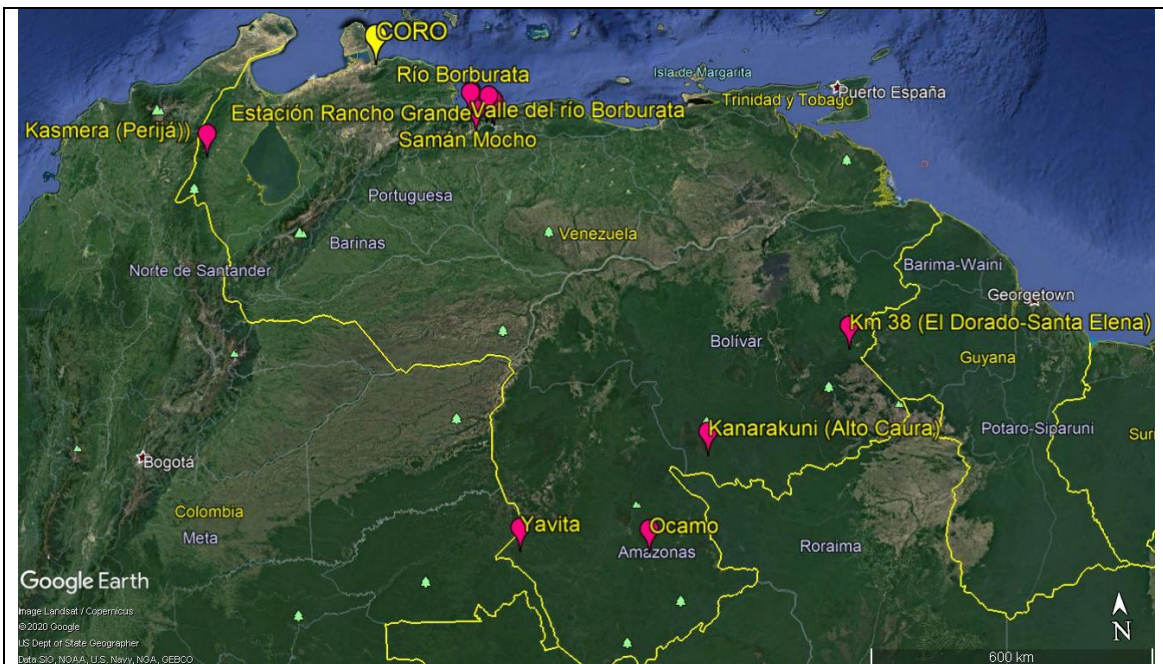 CORO
Río Borburata
Isla de Margarita
Puerto España
Trinidad y Tobago
Estación Rancho Grande
Valle del río Borburata
Kasmera (Perijá))
Samán Mocho
Portuguesa
Venezuela
Barinas
Norte de Santander
Barima-Waini
Georgetown
Km 38 (El Dorado-Santa Elena)
Bolívar
Guyana
Kanarakuni (Alto Caura)
Potaro-Siparuni
Suri
Bogotá
Colombia
Meta
Yavita
Ocamo
Amazonas
Roraima
Google Earth
Image Landsat / Copernicus
©2020 Google
US Dept of State Geographer
Data SIO, NOAA, U.S. Navy, NGA, GEBCO
N
600 km